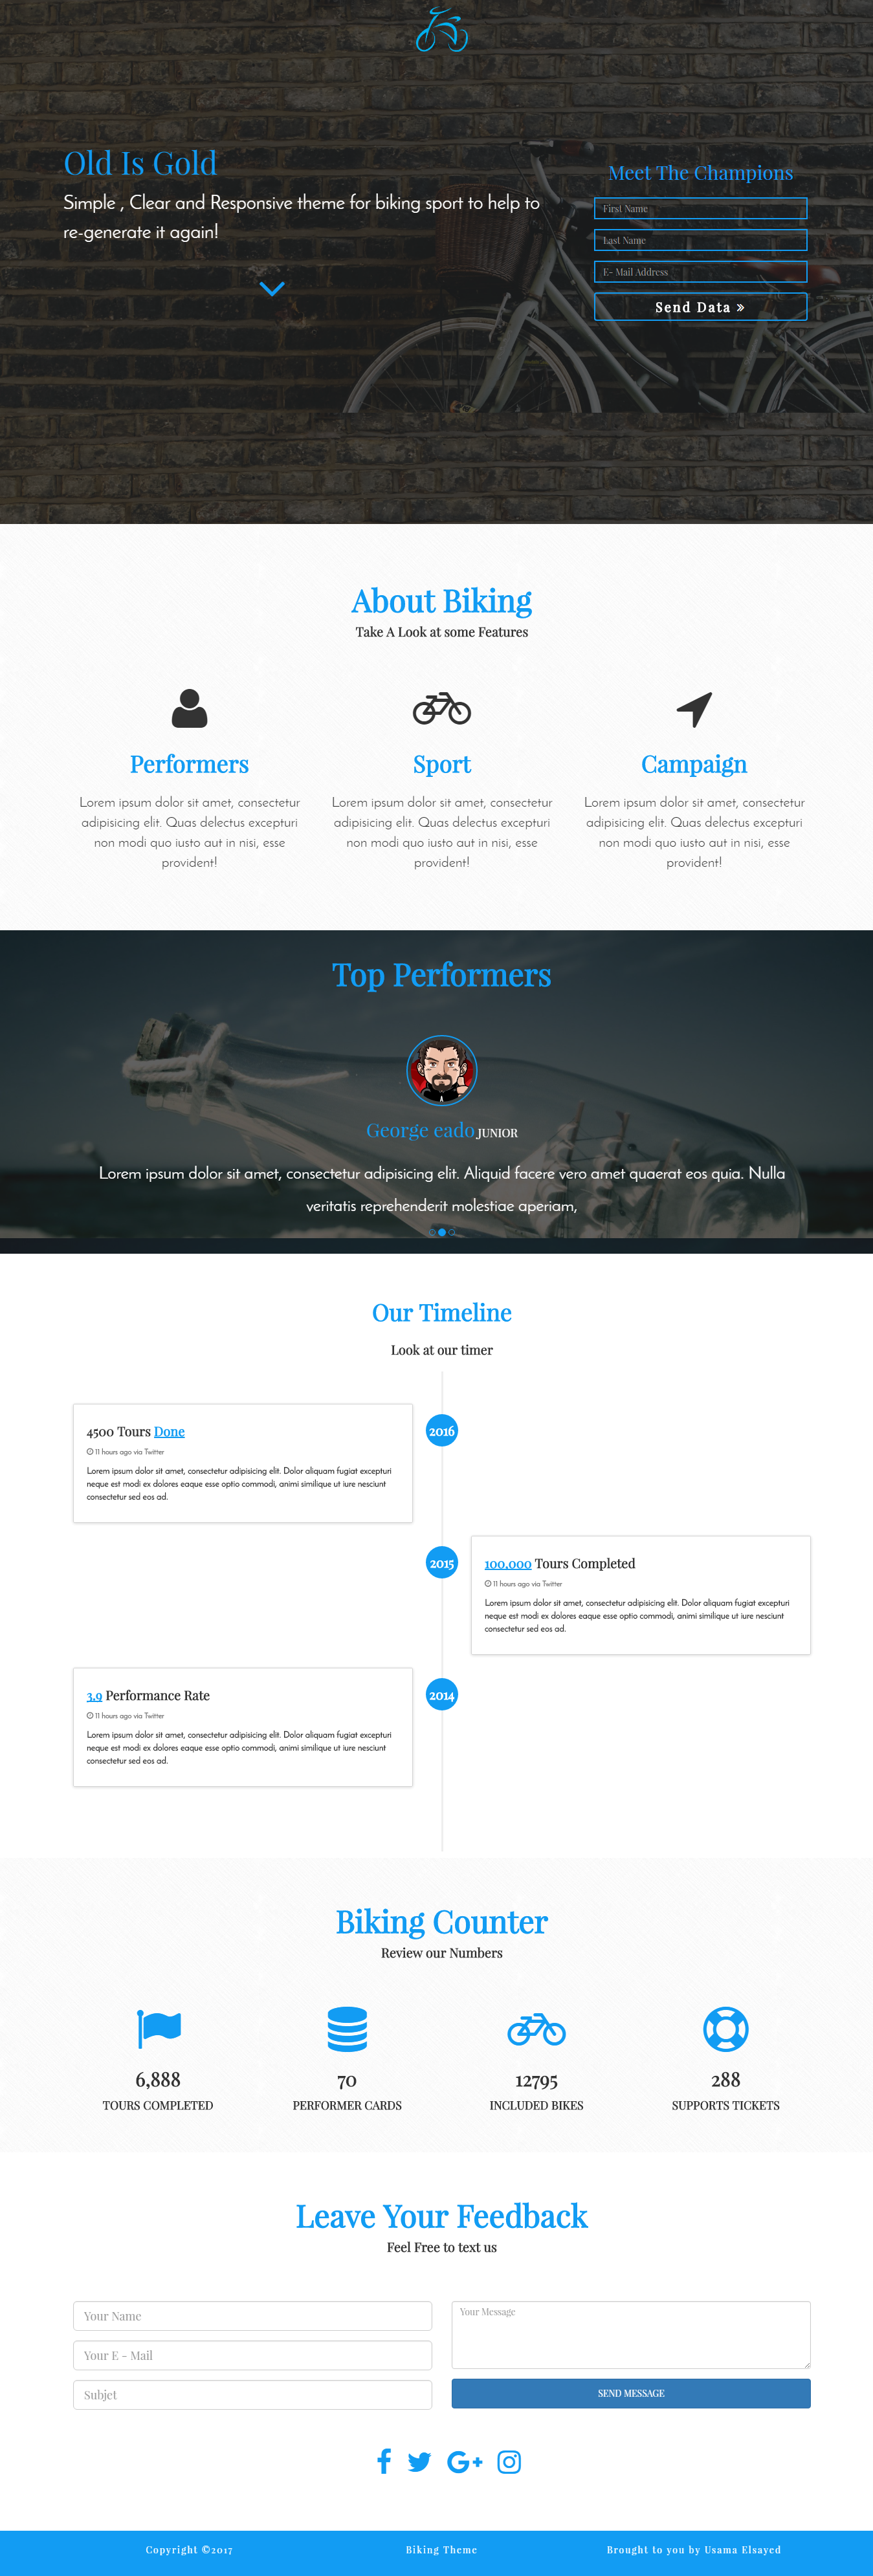 Old Is Gold
Simple , Clear and Responsive theme for biking sport to help to
re-generate it again!
Meet The Champions
First Name
Last Name
E- Mail Address
Send Data »
About Biking
Take A Look at some Features
Performers
Lorem ipsum dolor sit amet, consectetur
adipisicing elit. Quas delectus excepturi
non modi quo iusto aut in nisi, esse
provident!
Sport
Lorem ipsum dolor sit amet, consectetur
adipisicing elit. Quas delectus excepturi
non modi quo iusto aut in nisi, esse
provident!
Campaign
Lorem ipsum dolor sit amet, consectetur
adipisicing elit. Quas delectus excepturi
non modi quo iusto aut in nisi, esse
provident!
Top Performers
George eado JUNIOR
Lorem ipsum dolor sit amet, consectetur adipisicing elit. Aliquid facere vero amet quaerat eos quia. Nulla
veritatis reprehenderit molestiae aperiam,
Our Timeline
Look at our timer
2016
4500 Tours Done
11 hours ago via Twitter
Lorem ipsum dolor sit amet, consectetur adipisicing elit. Dolor aliquam fugiat excepturi
neque est modi ex dolores eaque esse optio commodi, animi similique ut iure nesciunt
consectetur sed eos ad.
2015
100,000 Tours Completed
11 hours ago via Twitter
Lorem ipsum dolor sit amet, consectetur adipisicing elit. Dolor aliquam fugiat excepturi
neque est modi ex dolores eaque esse optio commodi, animi similique ut iure nesciunt
consectetur sed eos ad.
2014
3.9 Performance Rate
11 hours ago via Twitter
Lorem ipsum dolor sit amet, consectetur adipisicing elit. Dolor aliquam fugiat excepturi
neque est modi ex dolores eaque esse optio commodi, animi similique ut iure nesciunt
consectetur sed eos ad.
Biking Counter
Review our Numbers
6,888
TOURS COMPLETED
70
PERFORMER CARDS
12795
INCLUDED BIKES
288
SUPPORTS TICKETS
Leave Your Feedback
Feel Free to text us
Your Name
Your E - Mail
Subjet
Your Message
SEND MESSAGE
Copyright ©2017
Biking Theme
Brought to you by Usama Elsayed